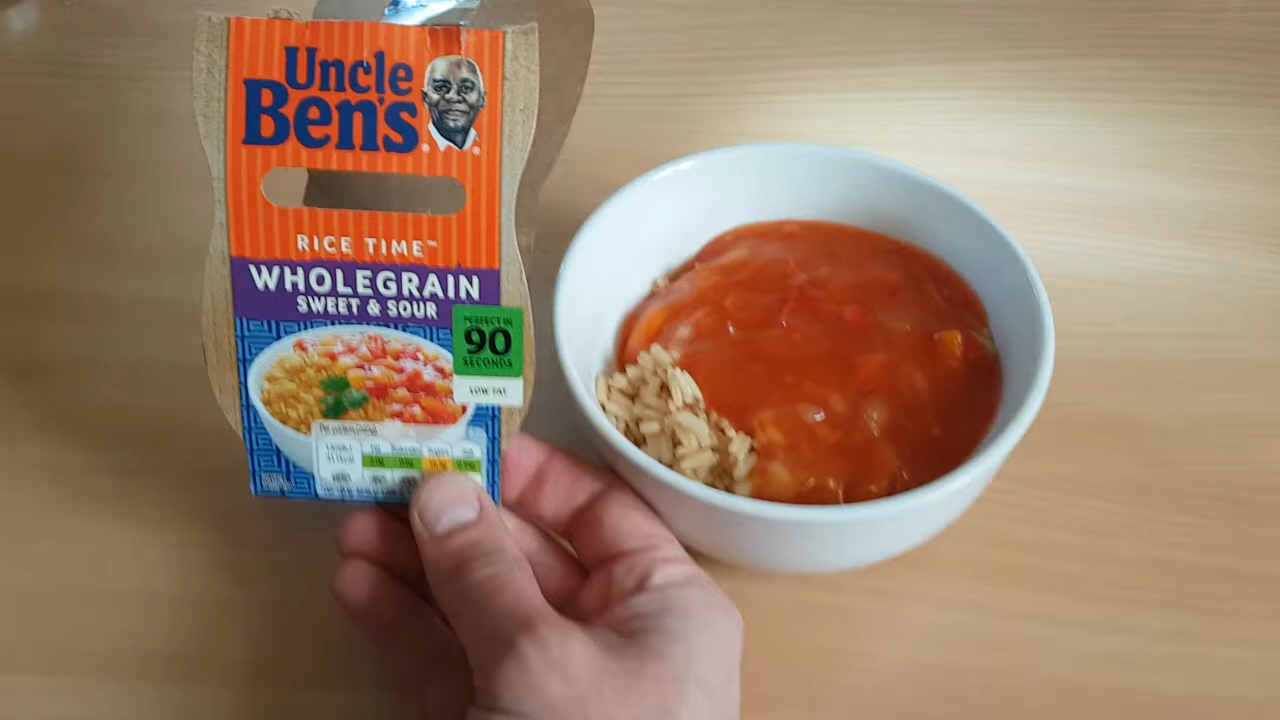 Uncle
Ben's®
RICE TIME™
WHOLEGRAIN
SWEET & SOUR
PERFECT IN
90
SECONDS
LOW FAT